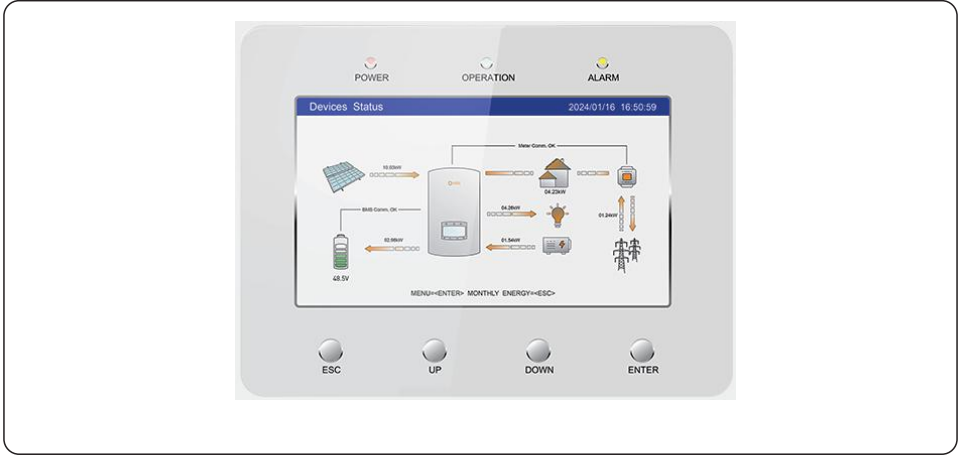 POWER
OPERATION
ALARM
Devices Status 2024/01/16 16:50:59
Meter Comm. OK
10.03kW
04.23kW
BMS Comm. OK
04.26kW
01.24kW
02.98kW
01.54kW
48.5V
MENU=<ENTER> MONTHLY ENERGY=<ESC>
ESC
UP
DOWN
ENTER